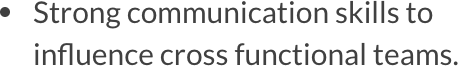 • Strong communication skills to
influence cross functional teams.